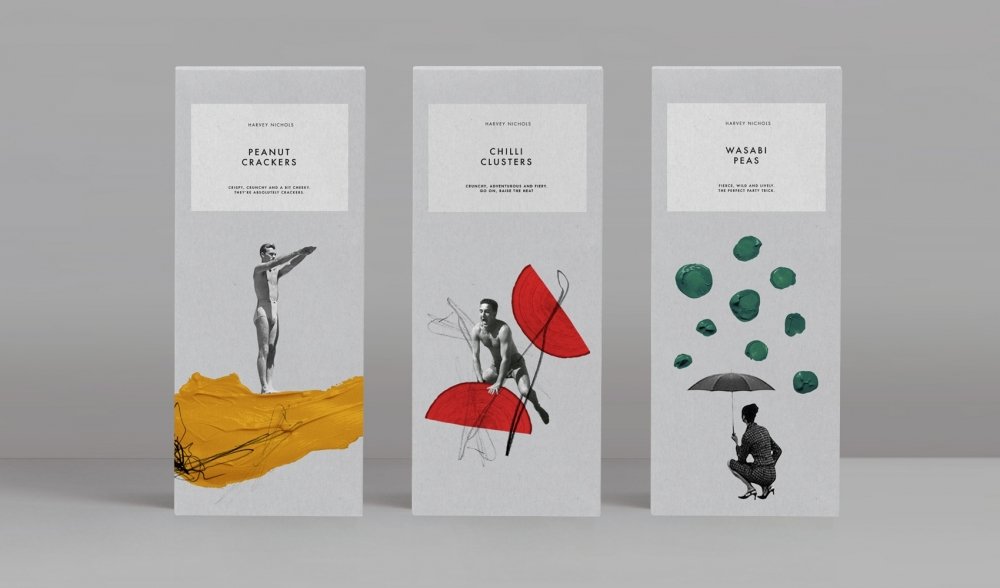 HARVEY NICHOLS
PEANUT
CRACKERS
CRISPY, CRUNCHY AND A BIT CHEEKY.
THEY'RE ABSOLUTELY CRACKERS.
HARVEY NICHOLS
CHILLI
CLUSTERS
CRUNCHY, ADVENTUROUS AND FIERY.
GO ON, RAISE THE HEAT
HARVEY NICHOLS
WASABI
PEAS
FIERCE, WILD AND LIVELY.
THE PERFECT PARTY TRICK.